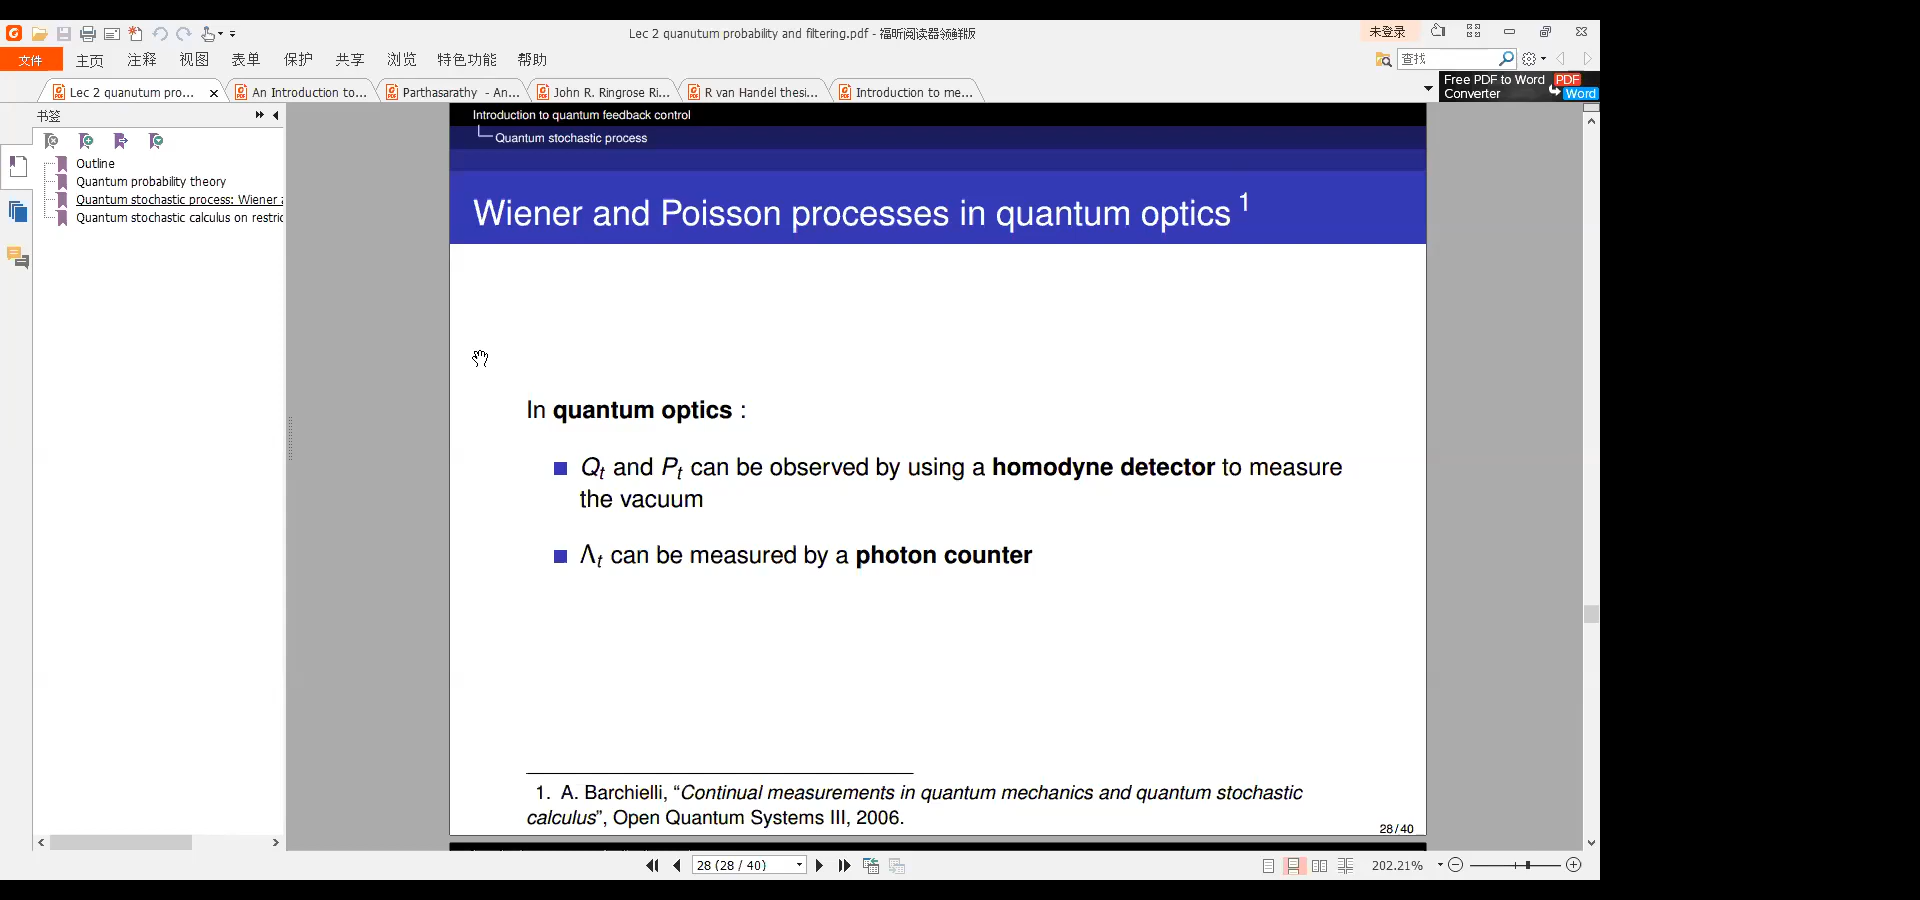 Lec 2 quanutum probability and filtering.pdf - 福昕阅读器领鲜版
未登录
文件 主页 注释 视图 表单 保护 共享 浏览 特色功能 帮助
查找
Lec 2 quanutum pro...
An Introduction to...
Parthasarathy - An...
John R. Ringrose Ri...
R van Handel thesi...
Introduction to me...
Free PDF to Word
Converter
PDF
Word
书签
Outline
Quantum probability theory
Quantum stochastic process: Wiener a
Quantum stochastic calculus on restric
Introduction to quantum feedback control
Quantum stochastic process
Wiener and Poisson processes in quantum optics 1
In quantum optics :
Qt and Pt can be observed by using a homodyne detector to measure
the vacuum
Λt can be measured by a photon counter
1. A. Barchielli, “Continual measurements in quantum mechanics and quantum stochastic
calculus”, Open Quantum Systems III, 2006.
28/40
28 (28 / 40)
202.21%